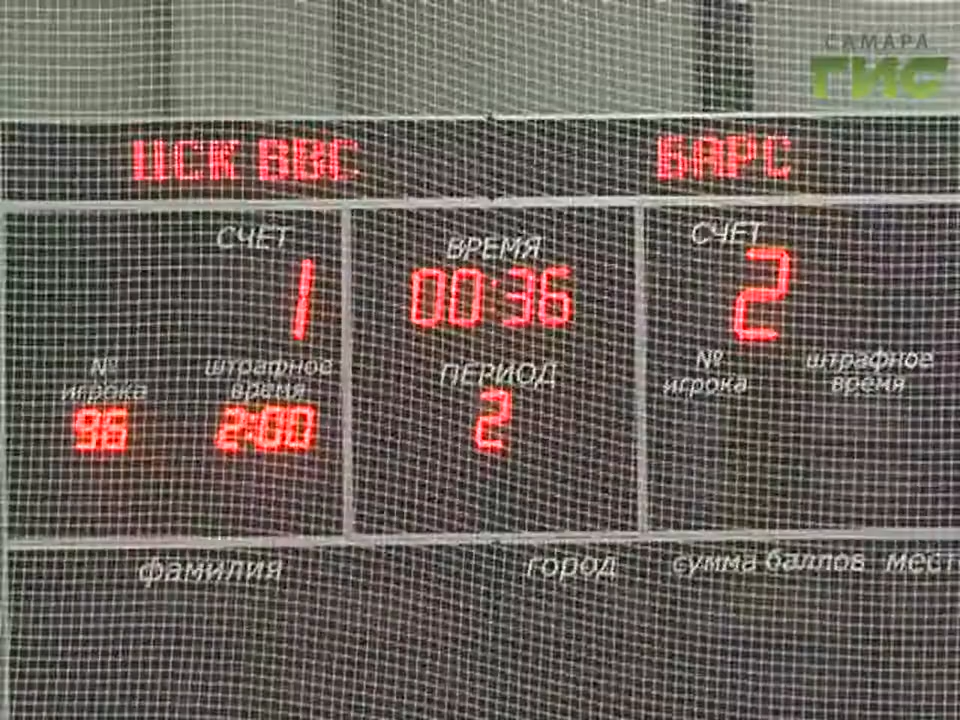 САМАРА
ГИС
ЦСК ВВС БАРС
СЧЕТ ВРЕМЯ СЧЕТ
1 00:36 2
№ игрока штрафное время ПЕРИОД № игрока штрафное время
96 2:00 2
фамилия город сумма баллов мест